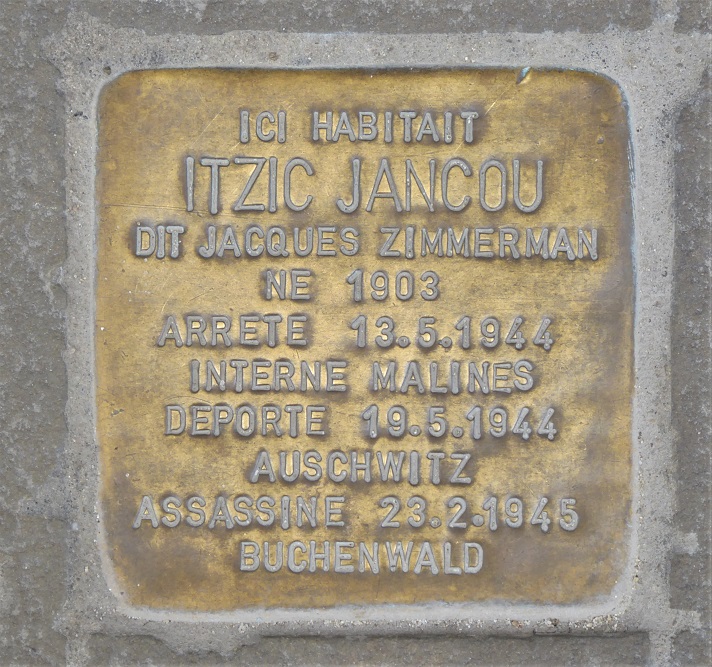 ICI HABITAIT
ITZIC JANCOU
DIT JACQUES ZIMMERMAN
NE 1903
ARRETE 13.5.1944
INTERNE MALINES
DEPORTE 19.5.1944
AUSCHWITZ
ASSASSINE 23.2.1945
BUCHENWALD